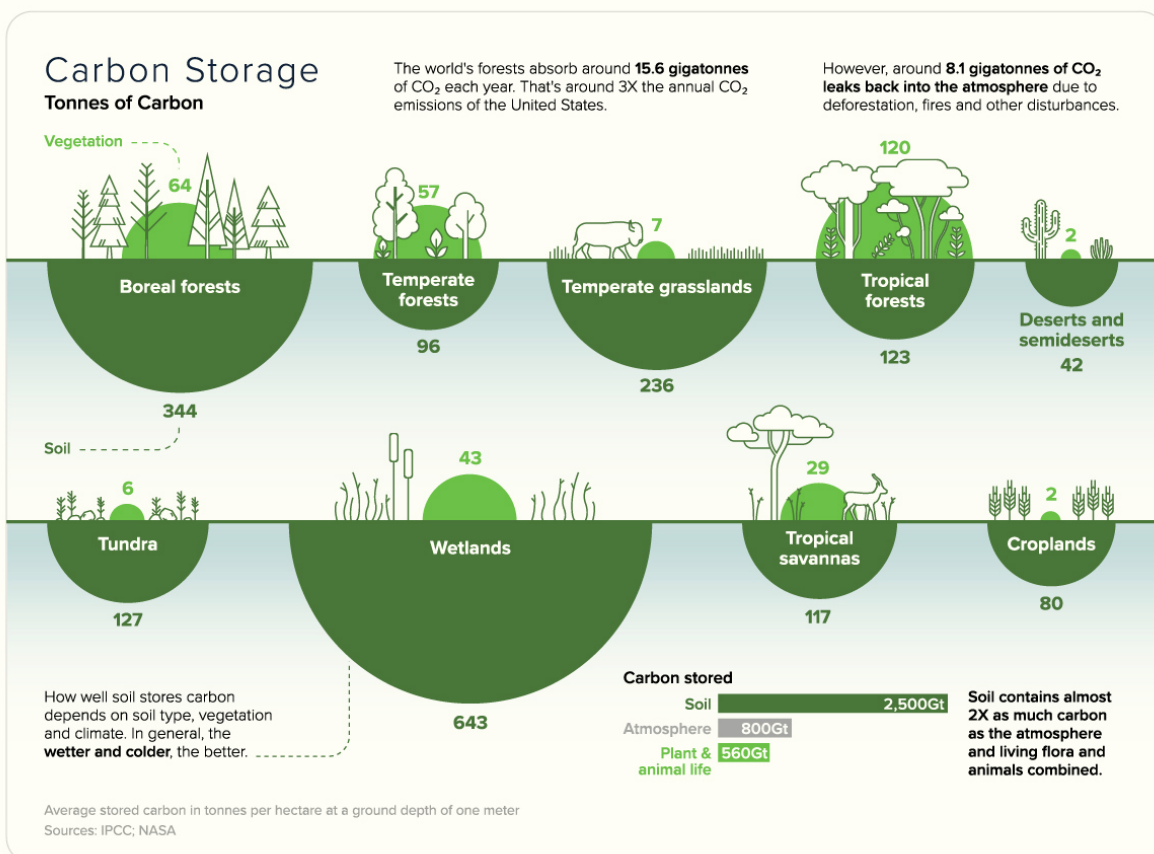 Carbon Storage
Tonnes of Carbon
The world's forests absorb around 15.6 gigatonnes
of CO₂ each year. That's around 3X the annual CO₂
emissions of the United States.
However, around 8.1 gigatonnes of CO₂
leaks back into the atmosphere due to
deforestation, fires and other disturbances.
Vegetation
64
Boreal forests
344
57
Temperate
forests
96
7
Temperate grasslands
236
120
Tropical
forests
123
2
Deserts and
semideserts
42
Soil
6
Tundra
127
43
Wetlands
643
29
Tropical
savannas
117
2
Croplands
80
How well soil stores carbon
depends on soil type, vegetation
and climate. In general, the
wetter and colder, the better.
Carbon stored
Soil 2,500Gt
Atmosphere 800Gt
Plant &
animal life
560Gt
Soil contains almost
2X as much carbon
as the atmosphere
and living flora and
animals combined.
Average stored carbon in tonnes per hectare at a ground depth of one meter
Sources: IPCC; NASA